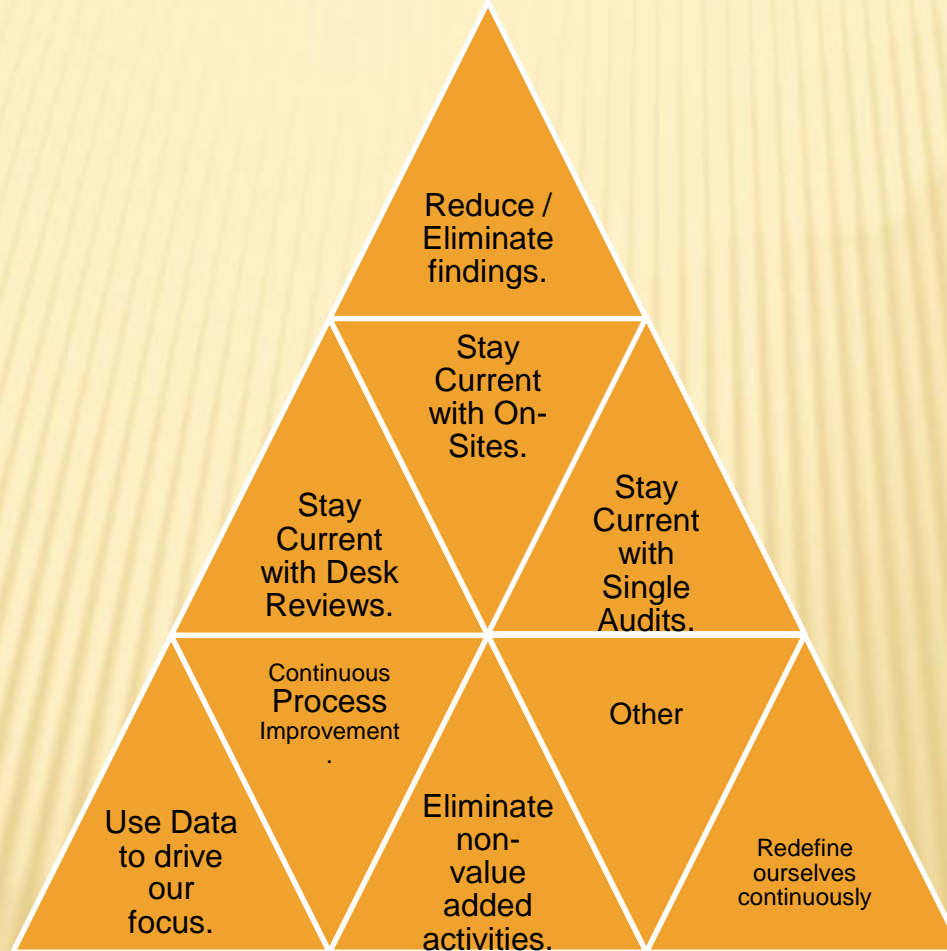 Reduce /
Eliminate
findings.
Stay
Current
with On-
Sites.
Stay
Current
with Desk
Reviews.
Stay
Current
with
Single
Audits.
Continuous
Process
Improvement
.
Other
Use Data
to drive
our
focus.
Eliminate
non-
value
added
activities.
Redefine
ourselves
continuously